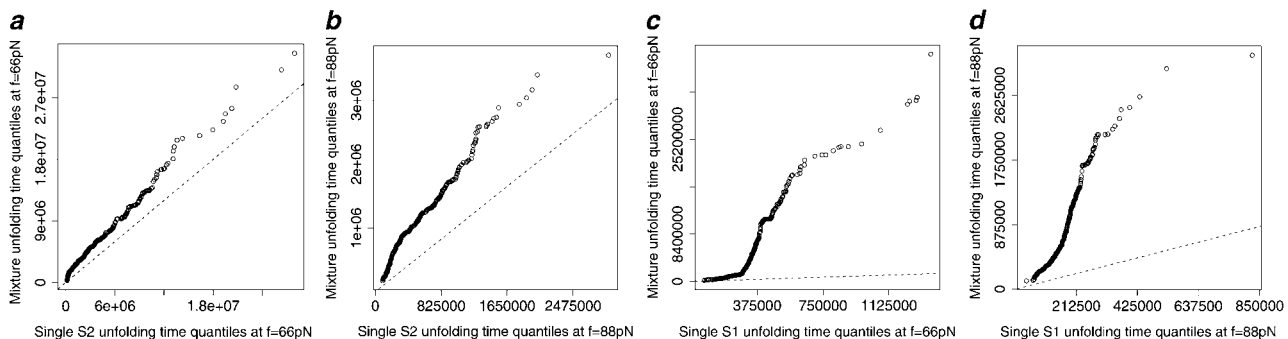 a
b
c
d
Mixture unfolding time quantiles at f=66pN
0 9e+06 1.8e+07 2.7e+07
0 6e+06 1.8e+07
Single S2 unfolding time quantiles at f=66pN
Mixture unfolding time quantiles at f=88pN
1e+06 2e+06 3e+06
0 825000 1650000 2475000
Single S2 unfolding time quantiles at f=88pN
Mixture unfolding time quantiles at f=66pN
0 8400000 25200000
375000 750000 1125000
Single S1 unfolding time quantiles at f=66pN
Mixture unfolding time quantiles at f=88pN
0 875000 1750000 2625000
212500 425000 637500 850000
Single S1 unfolding time quantiles at f=88pN